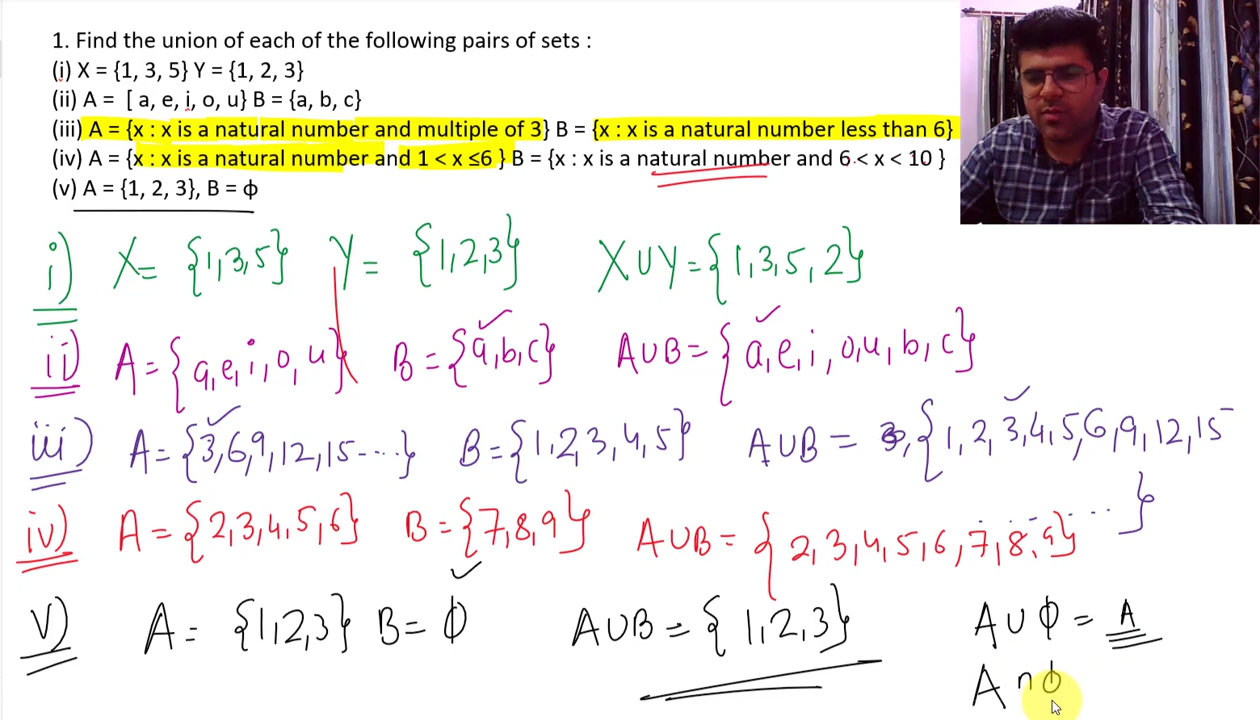 1. Find the union of each of the following pairs of sets :
(i) X = {1, 3, 5} Y = {1, 2, 3}
(ii) A = [ a, e, i, o, u} B = {a, b, c}
(iii) A = {x : x is a natural number and multiple of 3} B = {x : x is a natural number less than 6}
(iv) A = {x : x is a natural number and 1 < x ≤6 } B = {x : x is a natural number and 6 < x < 10 }
(v) A = {1, 2, 3}, B = ϕ
i) X = {1,3,5} Y = {1,2,3} X∪Y = {1,3,5,2}
ii) A = {a,e,i,o,u} B = {a,b,c} A∪B = {a,e,i,o,u,b,c}
iii) A = {3,6,9,12,15....} B = {1,2,3,4,5} A∪B = {1,2,3,4,5,6,9,12,15
.....}
iv) A = {2,3,4,5,6} B = {7,8,9} A∪B = {2,3,4,5,6,7,8,9}
v) A = {1,2,3} B = ϕ A∪B = {1,2,3} A∪ϕ = A
A∩ϕ